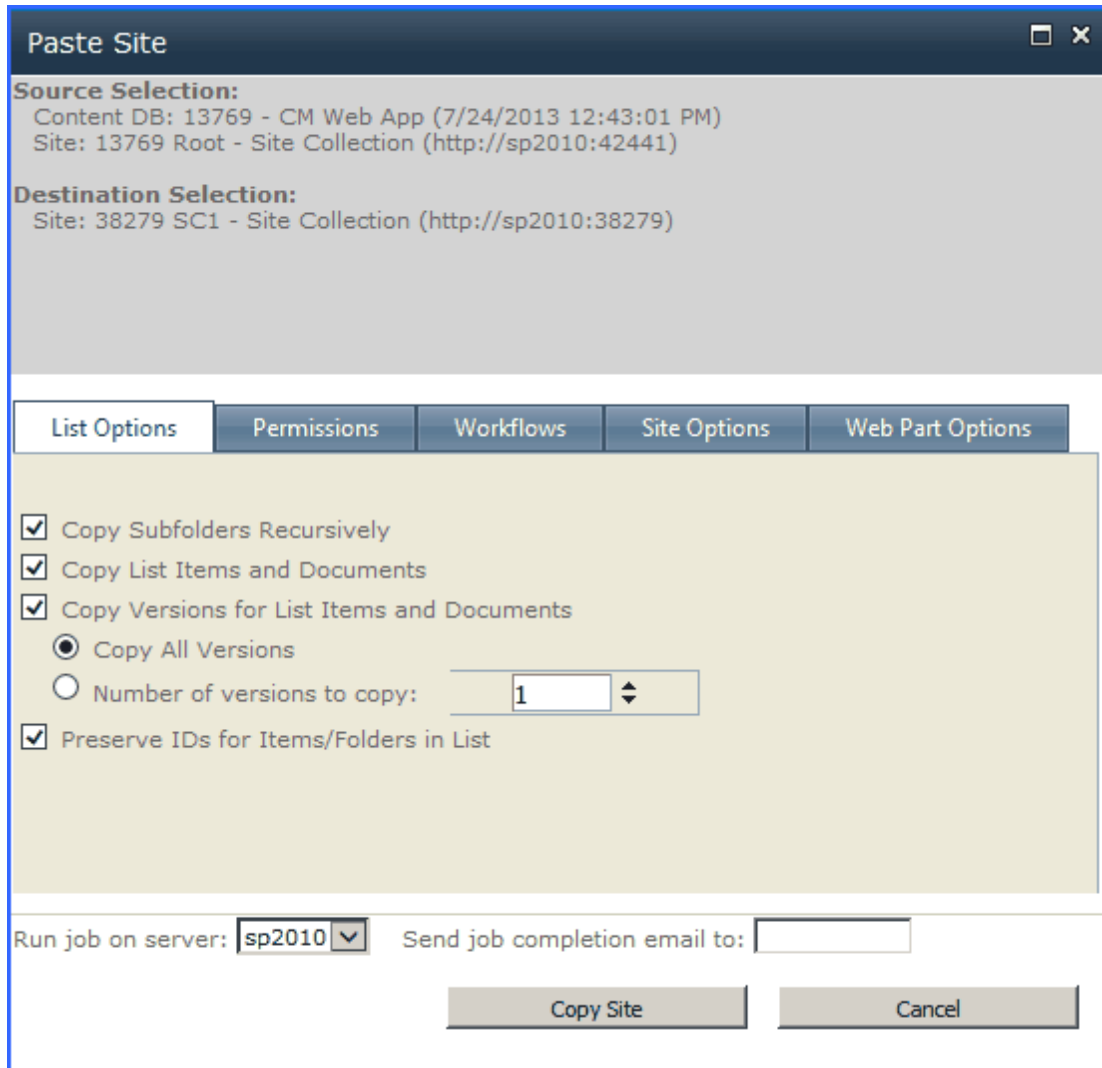 Paste Site
Source Selection:
Content DB: 13769 - CM Web App (7/24/2013 12:43:01 PM)
Site: 13769 Root - Site Collection (http://sp2010:42441)
Destination Selection:
Site: 38279 SC1 - Site Collection (http://sp2010:38279)
List Options Permissions Workflows Site Options Web Part Options
Copy Subfolders Recursively
Copy List Items and Documents
Copy Versions for List Items and Documents
Copy All Versions
Number of versions to copy: 1
Preserve IDs for Items/Folders in List
Run job on server: sp2010 Send job completion email to:
Copy Site Cancel